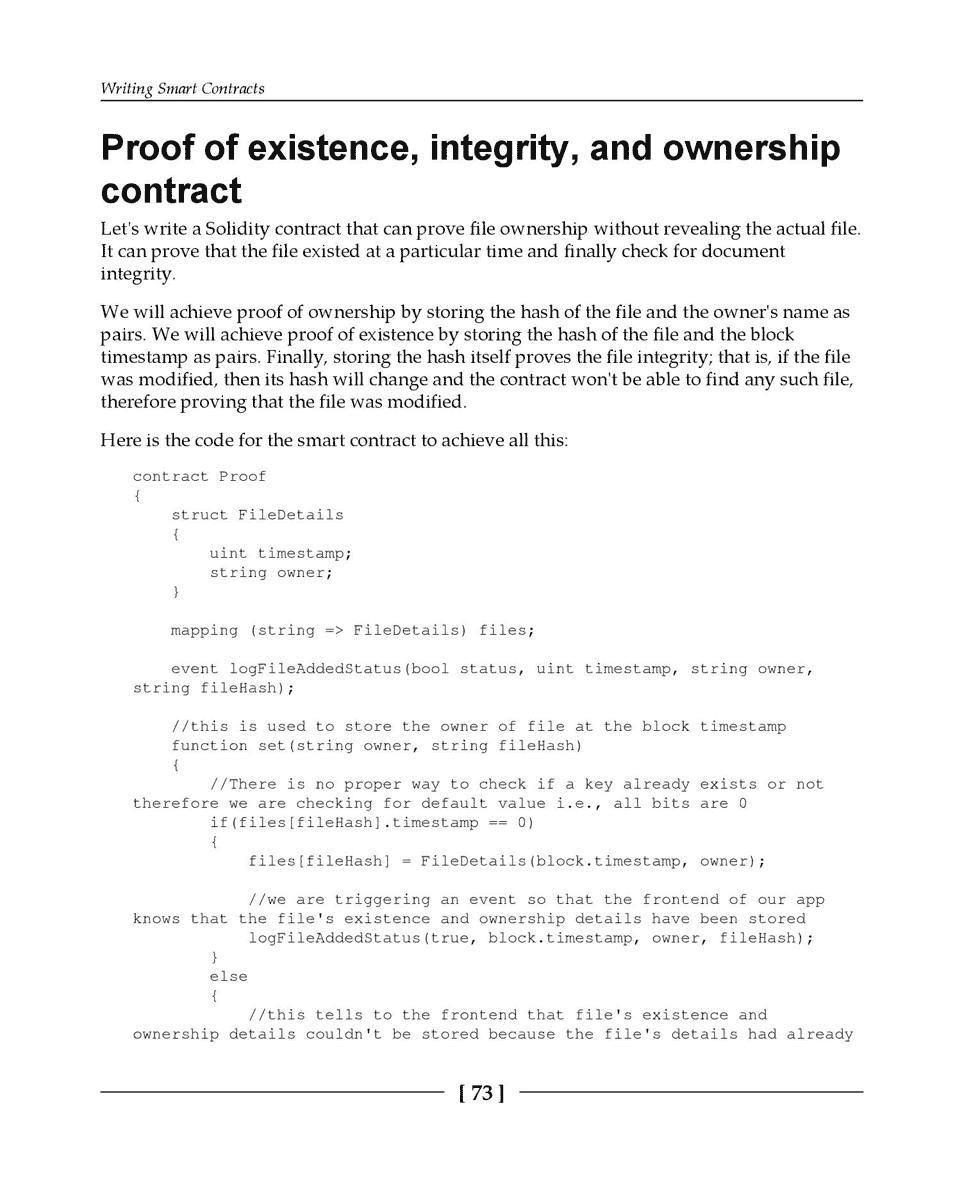 Writing Smart Contracts
Proof of existence, integrity, and ownership
contract
Let's write a Solidity contract that can prove file ownership without revealing the actual file.
It can prove that the file existed at a particular time and finally check for document
integrity.
We will achieve proof of ownership by storing the hash of the file and the owner's name as
pairs. We will achieve proof of existence by storing the hash of the file and the block
timestamp as pairs. Finally, storing the hash itself proves the file integrity; that is, if the file
was modified, then its hash will change and the contract won't be able to find any such file,
therefore proving that the file was modified.
Here is the code for the smart contract to achieve all this:
contract Proof
{
    struct FileDetails
    {
        uint timestamp;
        string owner;
    }
    mapping (string => FileDetails) files;
    event logFileAddedStatus(bool status, uint timestamp, string owner,
string fileHash);
    //this is used to store the owner of file at the block timestamp
    function set(string owner, string fileHash)
    {
        //There is no proper way to check if a key already exists or not
therefore we are checking for default value i.e., all bits are 0
        if(files[fileHash].timestamp == 0)
        {
            files[fileHash] = FileDetails(block.timestamp, owner);
            //we are triggering an event so that the frontend of our app
knows that the file's existence and ownership details have been stored
            logFileAddedStatus(true, block.timestamp, owner, fileHash);
        }
        else
        {
            //this tells to the frontend that file's existence and
ownership details couldn't be stored because the file's details had already
[ 73 ]